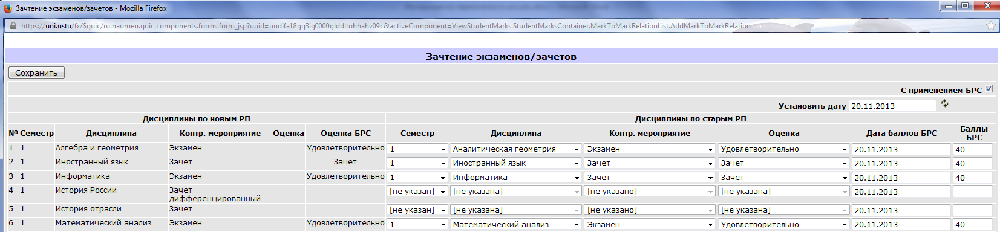 Зачтение экзаменов/зачетов - Mozilla Firefox
https://uni.ustu/fx/$guic/ru.naumen.guic.components.forms.form_jsp?uuid=undifa18gg3ig0000glddltohhahv09c&activeComponent=ViewStudentMarks.StudentMarksContainer.MarkToMarkRelationList.AddMarkToMarkRelation
Зачтение экзаменов/зачетов
Сохранить
С применением БРС
Установить дату 20.11.2013
Дисциплины по новым РП Дисциплины по старым РП
№ Семестр Дисциплина Контр. мероприятие Оценка Оценка БРС Семестр Дисциплина Контр. мероприятие Оценка Дата баллов БРС Баллы БРС
1 1 Алгебра и геометрия Экзамен Удовлетворительно 1 Аналитическая геометрия Экзамен Удовлетворительно 20.11.2013 40
2 1 Иностранный язык Зачет Зачет 1 Иностранный язык Зачет Зачет 20.11.2013 40
3 1 Информатика Экзамен Удовлетворительно 1 Информатика Зачет Зачет 20.11.2013 40
4 1 История России Зачет дифференцированный [не указан] [не указана] [не указано] [не указана] 20.11.2013
5 1 История отрасли Зачет [не указан] [не указана] [не указано] [не указана] 20.11.2013
6 1 Математический анализ Экзамен Удовлетворительно 1 Математический анализ Экзамен Удовлетворительно 20.11.2013 40